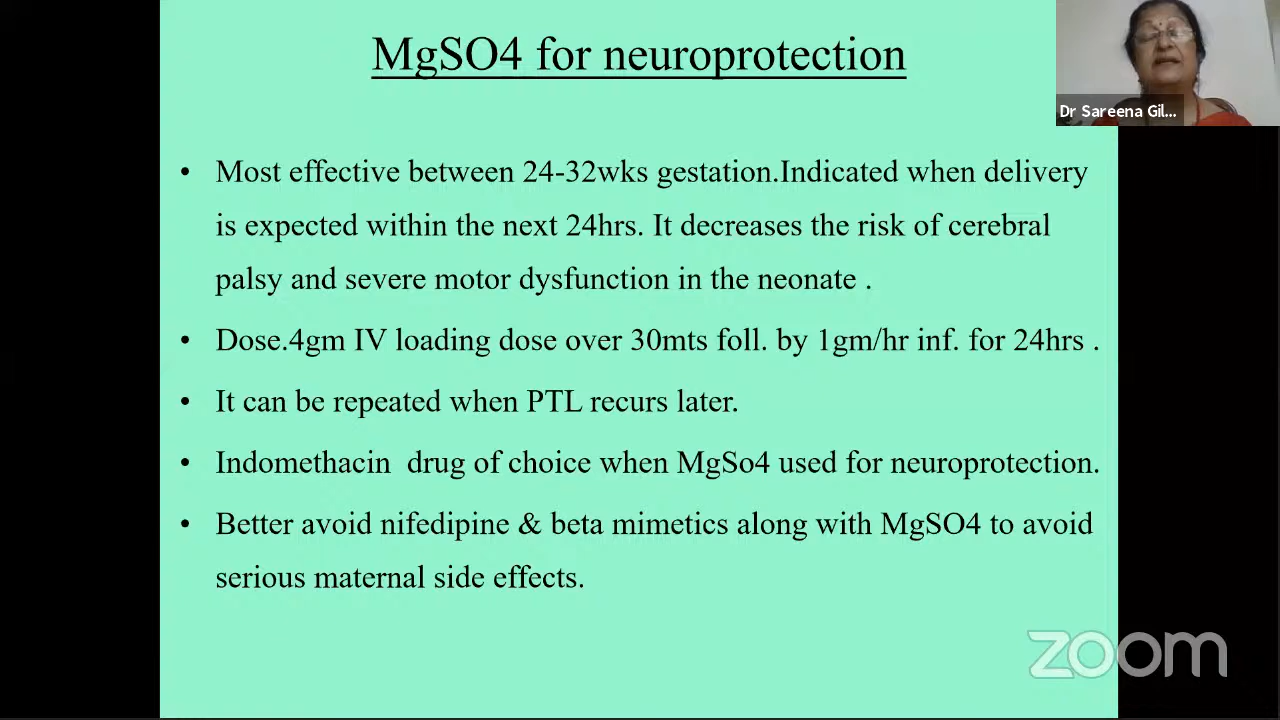 MgSO4 for neuroprotection
Dr Sareena Gil...
• Most effective between 24-32wks gestation.Indicated when delivery
is expected within the next 24hrs. It decreases the risk of cerebral
palsy and severe motor dysfunction in the neonate .
• Dose.4gm IV loading dose over 30mts foll. by 1gm/hr inf. for 24hrs .
• It can be repeated when PTL recurs later.
• Indomethacin  drug of choice when MgSo4 used for neuroprotection.
• Better avoid nifedipine & beta mimetics along with MgSO4 to avoid
serious maternal side effects.
zoom